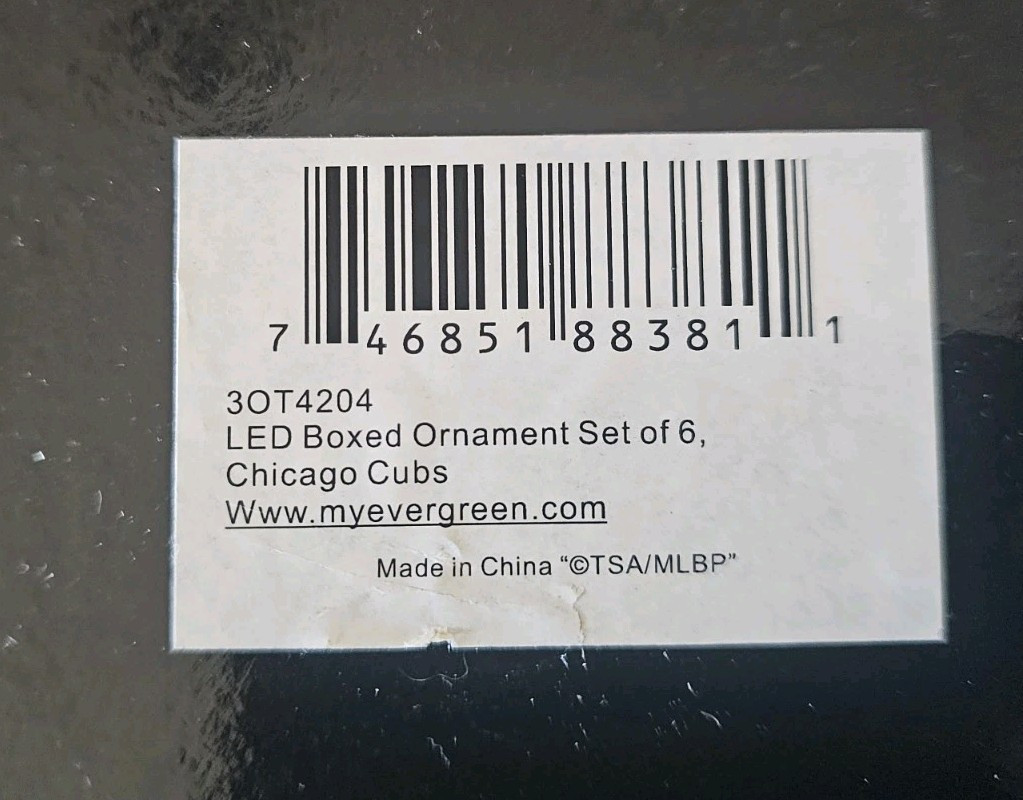 7 46851 88381 1
3OT4204
LED Boxed Ornament Set of 6,
Chicago Cubs
Www.myevergreen.com
Made in China “©TSA/MLBP”